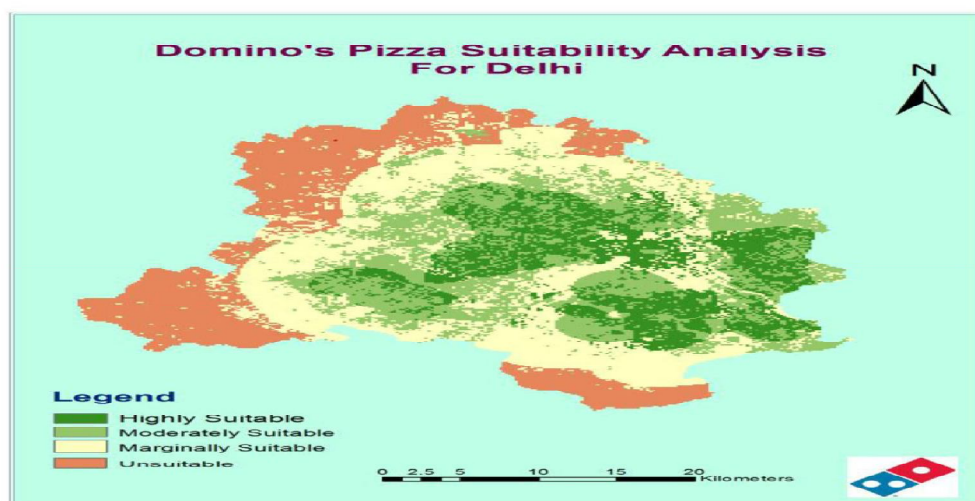 Domino's Pizza Suitability Analysis
For Delhi
N
Legend
Highly Suitable
Moderately Suitable
Marginally Suitable
Unsuitable
0 2.5 5 10 15 20
Kilometers